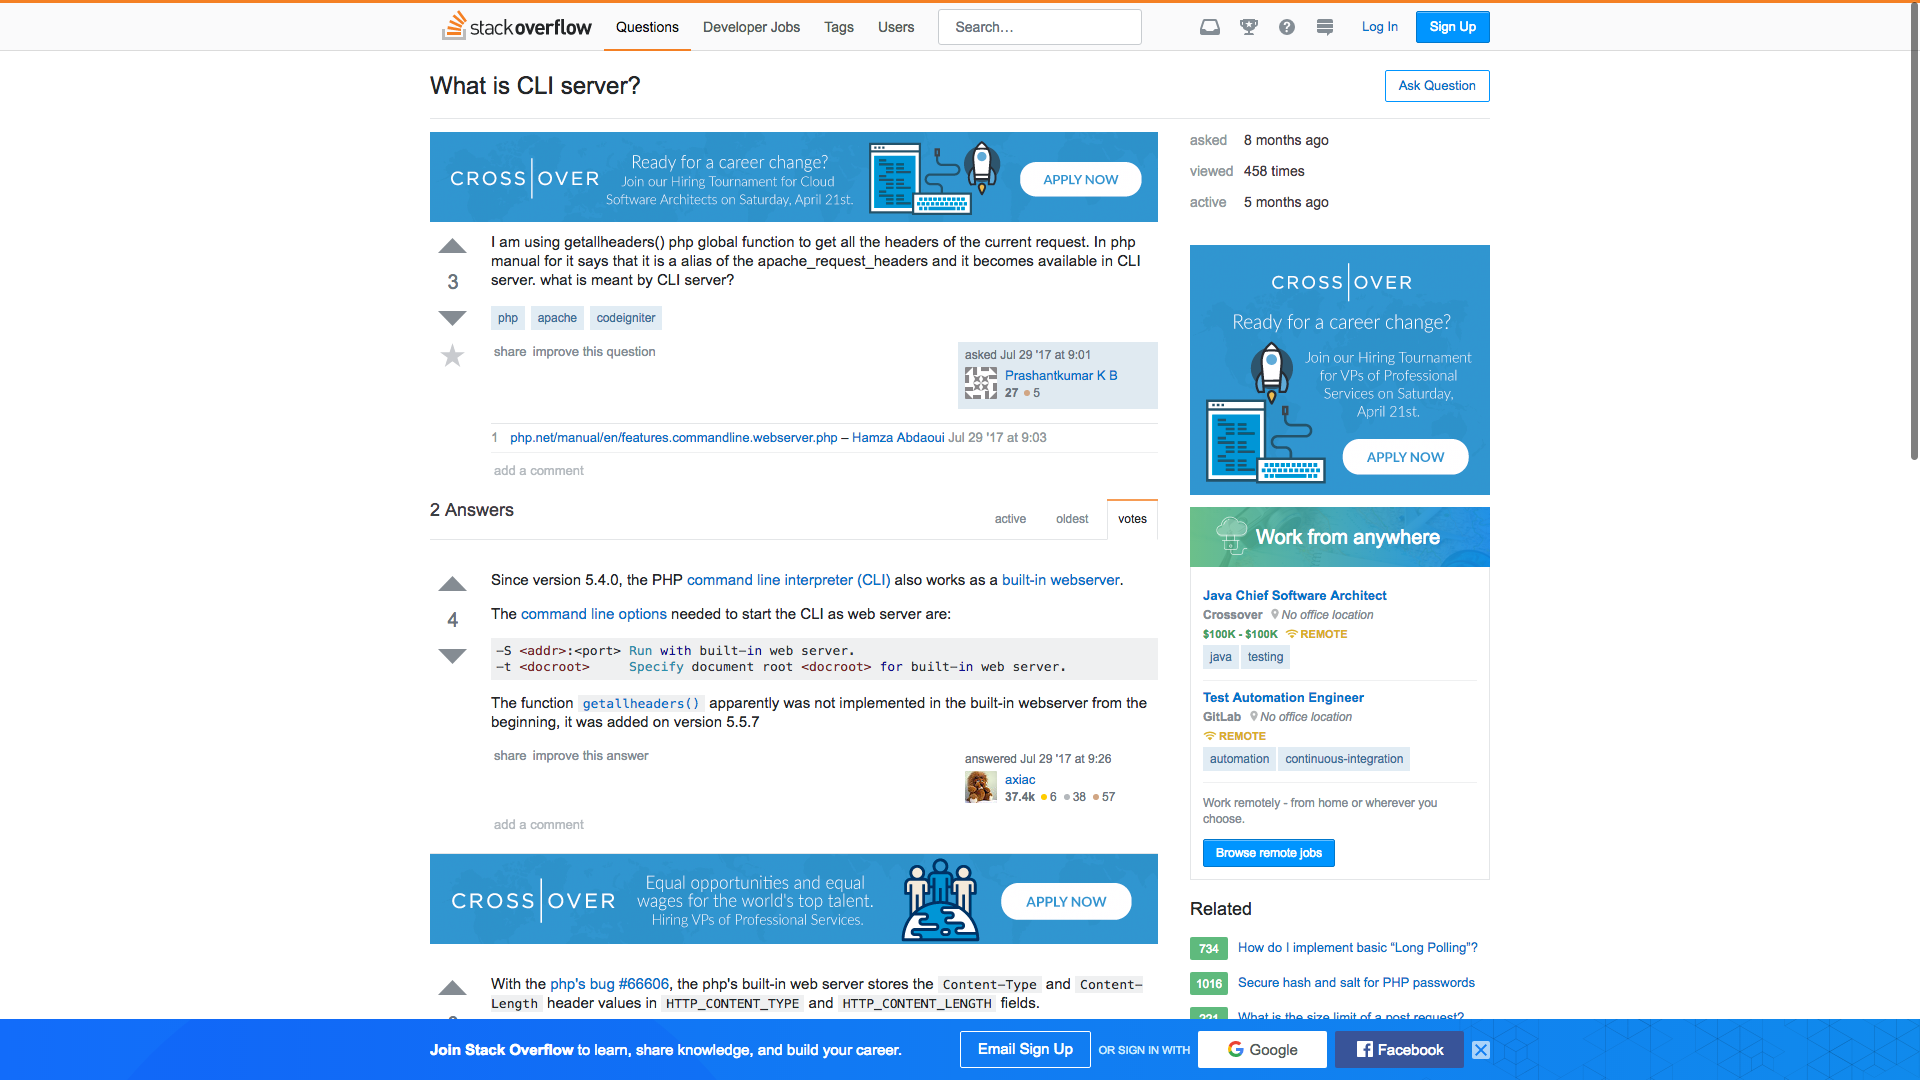 stackoverflow
Questions
Developer Jobs
Tags
Users
Search…
Log In
Sign Up
What is CLI server?
Ask Question
CROSS|OVER
Ready for a career change?
Join our Hiring Tournament for Cloud
Software Architects on Saturday, April 21st.
APPLY NOW
I am using getallheaders() php global function to get all the headers of the current request. In php
manual for it says that it is a alias of the apache_request_headers and it becomes available in CLI
server. what is meant by CLI server?
3
php apache codeigniter
share improve this question
asked Jul 29 '17 at 9:01
Prashantkumar K B
27 ●5
1 php.net/manual/en/features.commandline.webserver.php – Hamza Abdaoui Jul 29 '17 at 9:03
add a comment
2 Answers
active oldest votes
4
Since version 5.4.0, the PHP command line interpreter (CLI) also works as a built-in webserver.
The command line options needed to start the CLI as web server are:
-S <addr>:<port> Run with built-in web server.
-t <docroot>     Specify document root <docroot> for built-in web server.
The function getallheaders() apparently was not implemented in the built-in webserver from the
beginning, it was added on version 5.5.7
share improve this answer
answered Jul 29 '17 at 9:26
axiac
37.4k ●6 ●38 ●57
add a comment
CROSS|OVER
Equal opportunities and equal
wages for the world's top talent.
Hiring VPs of Professional Services.
APPLY NOW
With the php's bug #66606, the php's built-in web server stores the Content-Type and Content-
Length header values in HTTP_CONTENT_TYPE and HTTP_CONTENT_LENGTH fields.
asked 8 months ago
viewed 458 times
active 5 months ago
CROSS|OVER
Ready for a career change?
Join our Hiring Tournament
for VPs of Professional
Services on Saturday,
April 21st.
APPLY NOW
Work from anywhere
Java Chief Software Architect
Crossover No office location
$100K - $100K REMOTE
java testing
Test Automation Engineer
GitLab No office location
REMOTE
automation continuous-integration
Work remotely - from home or wherever you
choose.
Browse remote jobs
Related
734 How do I implement basic “Long Polling”?
1016 Secure hash and salt for PHP passwords
What is the size limit of a post request?
Join Stack Overflow to learn, share knowledge, and build your career.
Email Sign Up
OR SIGN IN WITH
Google
Facebook